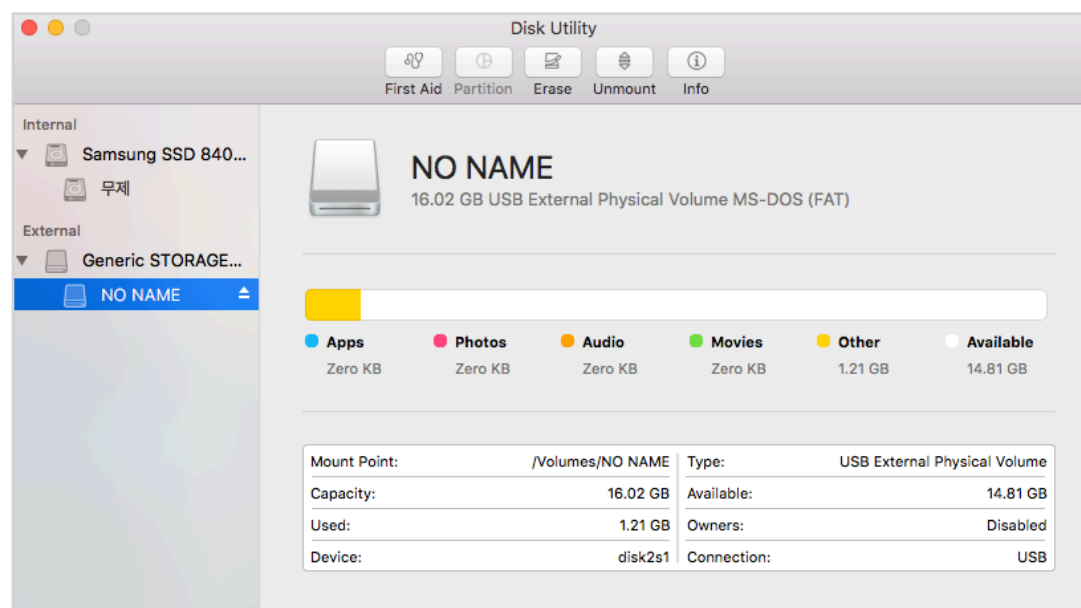 Disk Utility
First Aid Partition Erase Unmount Info
Internal
Samsung SSD 840...
무제
External
Generic STORAGE...
NO NAME
NO NAME
16.02 GB USB External Physical Volume MS-DOS (FAT)
Apps Photos Audio Movies Other Available
Zero KB Zero KB Zero KB Zero KB 1.21 GB 14.81 GB
Mount Point: /Volumes/NO NAME Type: USB External Physical Volume
Capacity: 16.02 GB Available: 14.81 GB
Used: 1.21 GB Owners: Disabled
Device: disk2s1 Connection: USB